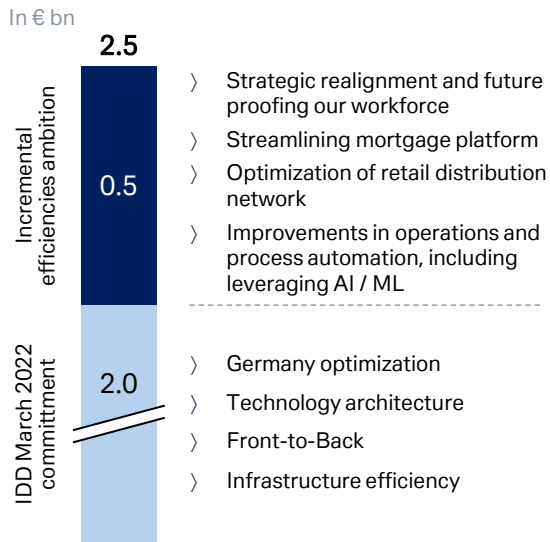 In € bn
2.5
Incremental
efficiencies ambition
0.5
〉 Strategic realignment and future
proofing our workforce
〉 Streamlining mortgage platform
〉 Optimization of retail distribution
network
〉 Improvements in operations and
process automation, including
leveraging AI / ML
IDD March 2022
committment
2.0
〉 Germany optimization
〉 Technology architecture
〉 Front-to-Back
〉 Infrastructure efficiency